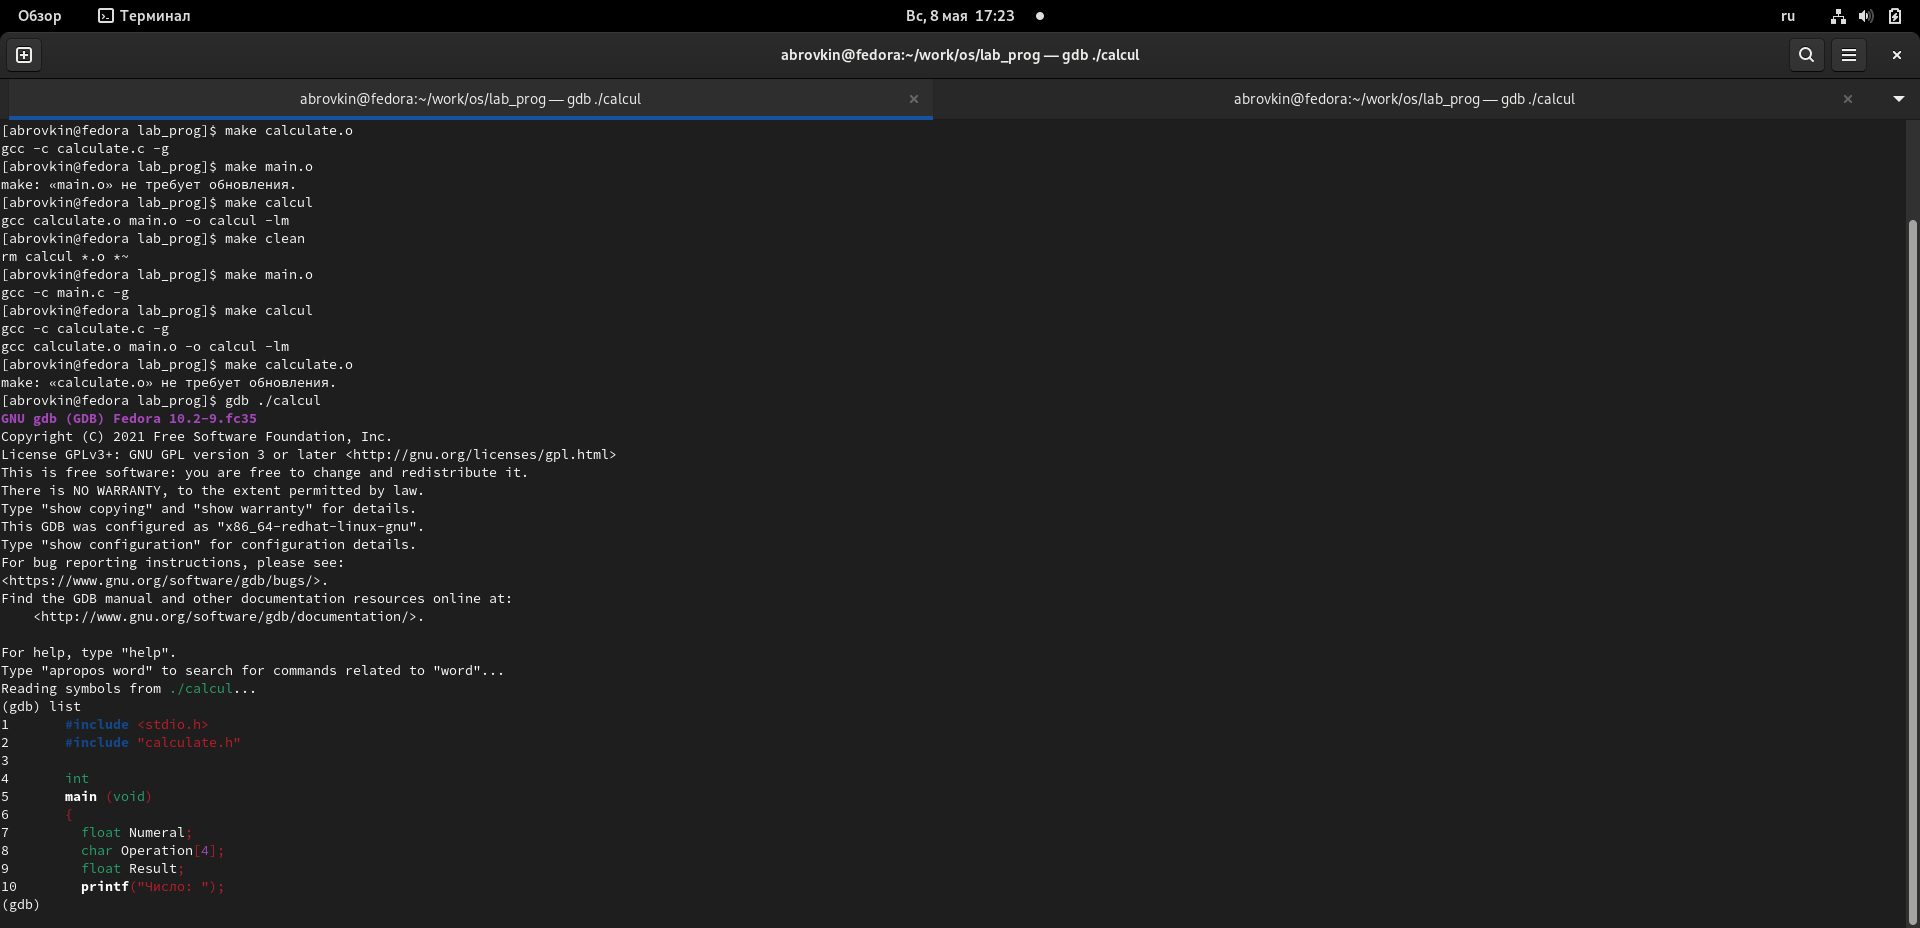 Обзор Терминал Вс, 8 мая 17:23 ru
abrovkin@fedora:~/work/os/lab_prog — gdb ./calcul
abrovkin@fedora:~/work/os/lab_prog — gdb ./calcul abrovkin@fedora:~/work/os/lab_prog — gdb ./calcul
[abrovkin@fedora lab_prog]$ make calculate.o
gcc -c calculate.c -g
[abrovkin@fedora lab_prog]$ make main.o
make: «main.o» не требует обновления.
[abrovkin@fedora lab_prog]$ make calcul
gcc calculate.o main.o -o calcul -lm
[abrovkin@fedora lab_prog]$ make clean
rm calcul *.o *~
[abrovkin@fedora lab_prog]$ make main.o
gcc -c main.c -g
[abrovkin@fedora lab_prog]$ make calcul
gcc -c calculate.c -g
gcc calculate.o main.o -o calcul -lm
[abrovkin@fedora lab_prog]$ make calculate.o
make: «calculate.o» не требует обновления.
[abrovkin@fedora lab_prog]$ gdb ./calcul
GNU gdb (GDB) Fedora 10.2-9.fc35
Copyright (C) 2021 Free Software Foundation, Inc.
License GPLv3+: GNU GPL version 3 or later <http://gnu.org/licenses/gpl.html>
This is free software: you are free to change and redistribute it.
There is NO WARRANTY, to the extent permitted by law.
Type "show copying" and "show warranty" for details.
This GDB was configured as "x86_64-redhat-linux-gnu".
Type "show configuration" for configuration details.
For bug reporting instructions, please see:
<https://www.gnu.org/software/gdb/bugs/>.
Find the GDB manual and other documentation resources online at:
    <http://www.gnu.org/software/gdb/documentation/>.

For help, type "help".
Type "apropos word" to search for commands related to "word"...
Reading symbols from ./calcul...
(gdb) list
1       #include <stdio.h>
2       #include "calculate.h"
3
4       int
5       main (void)
6       {
7         float Numeral;
8         char Operation[4];
9         float Result;
10        printf("Число: ");
(gdb)